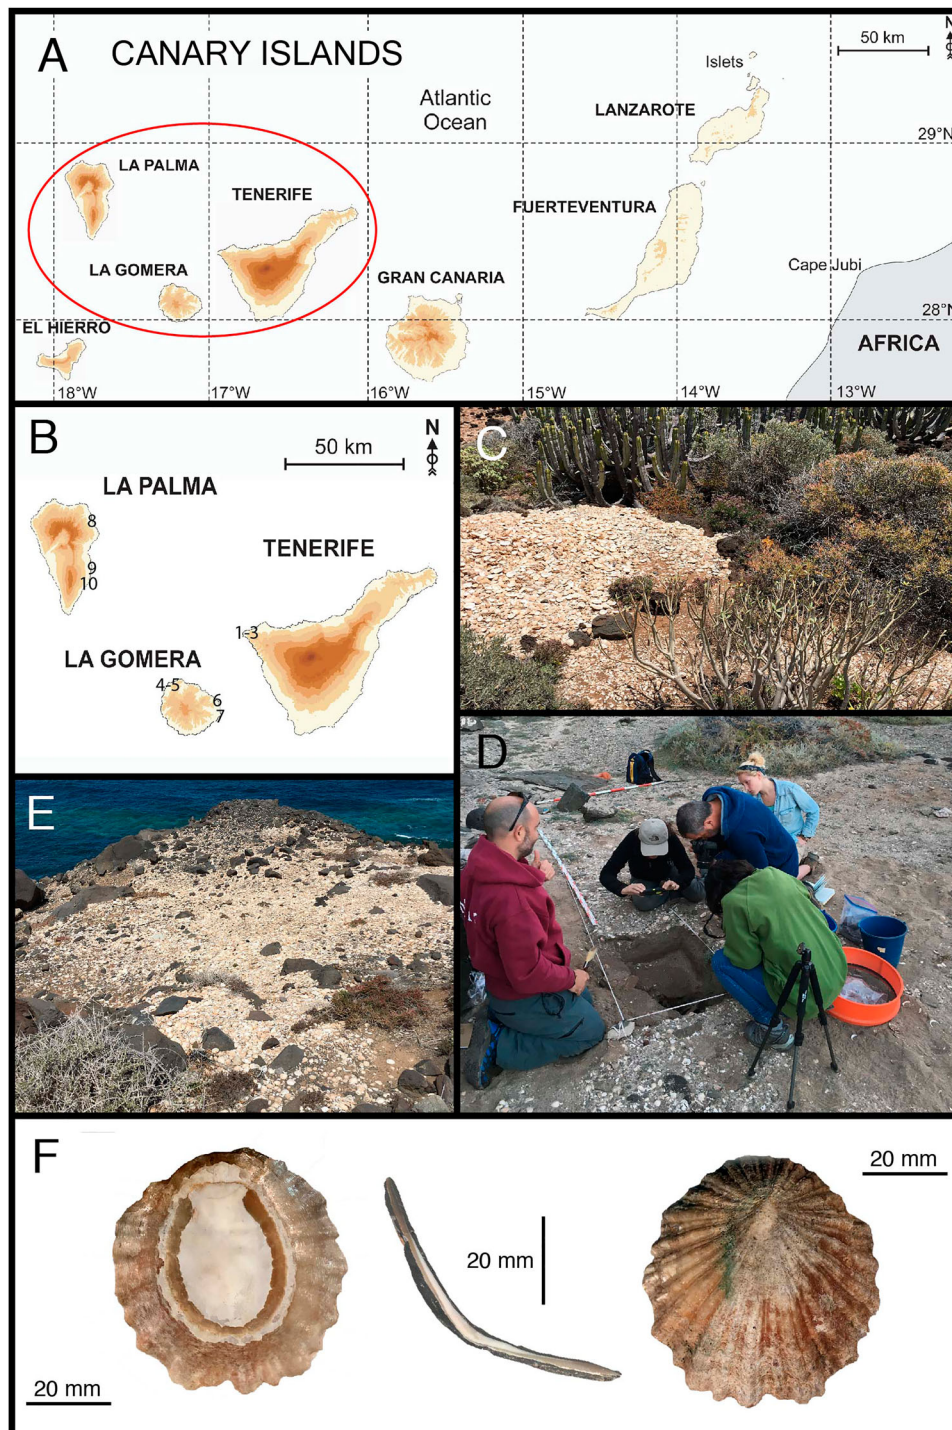 A
CANARY ISLANDS
N
50 km
Islets
Atlantic
Ocean
LANZAROTE
29°N
LA PALMA
TENERIFE
FUERTEVENTURA
LA GOMERA
GRAN CANARIA
Cape Jubi
28°N
EL HIERRO
AFRICA
18°W
17°W
16°W
15°W
14°W
13°W
B
50 km
N
LA PALMA
8
TENERIFE
9
10
1-3
LA GOMERA
4-5
6
7
C
D
E
F
20 mm
20 mm
20 mm